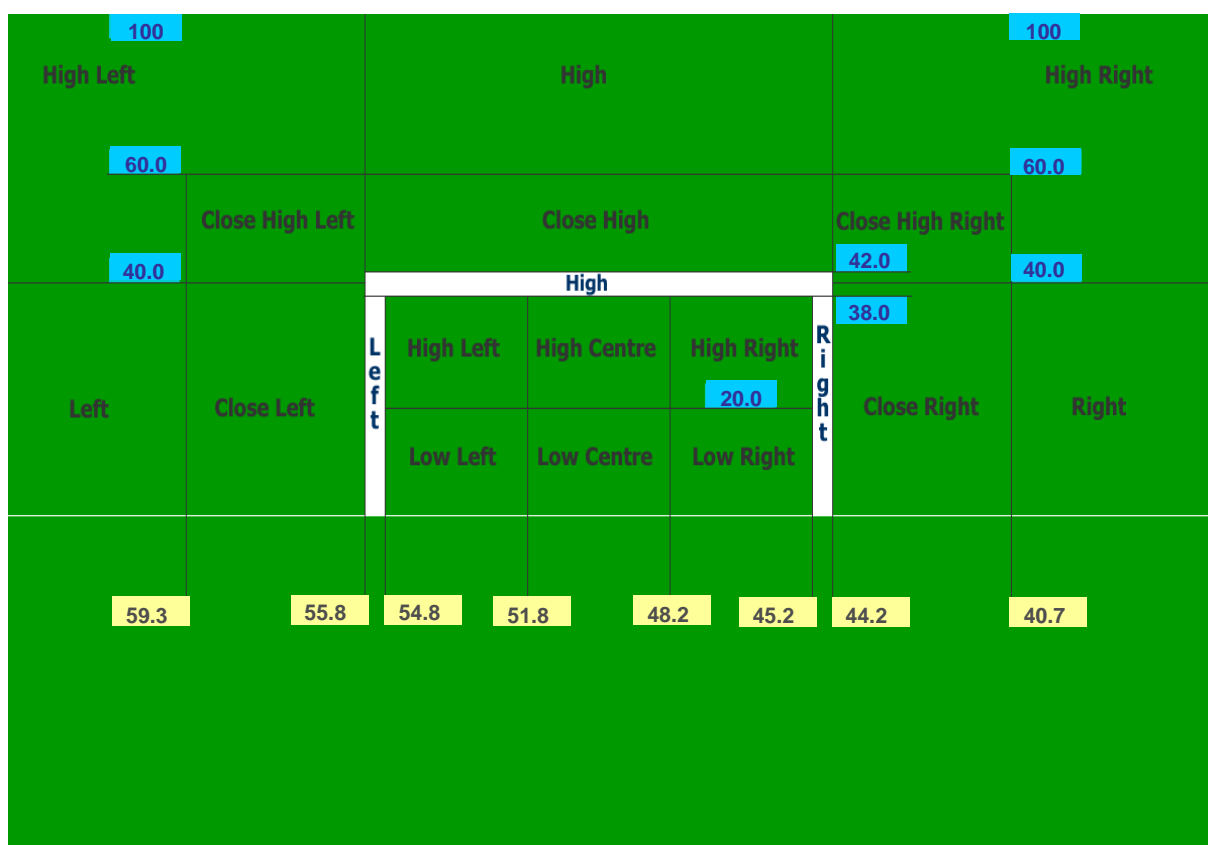 100 100
High Left High High Right
60.0 60.0
Close High Left Close High Close High Right
42.0
40.0 40.0
High
38.0
Left
Right
High Left High Centre High Right
20.0
Left Close Left Close Right Right
Low Left Low Centre Low Right
59.3 55.8 54.8 51.8 48.2 45.2 44.2 40.7